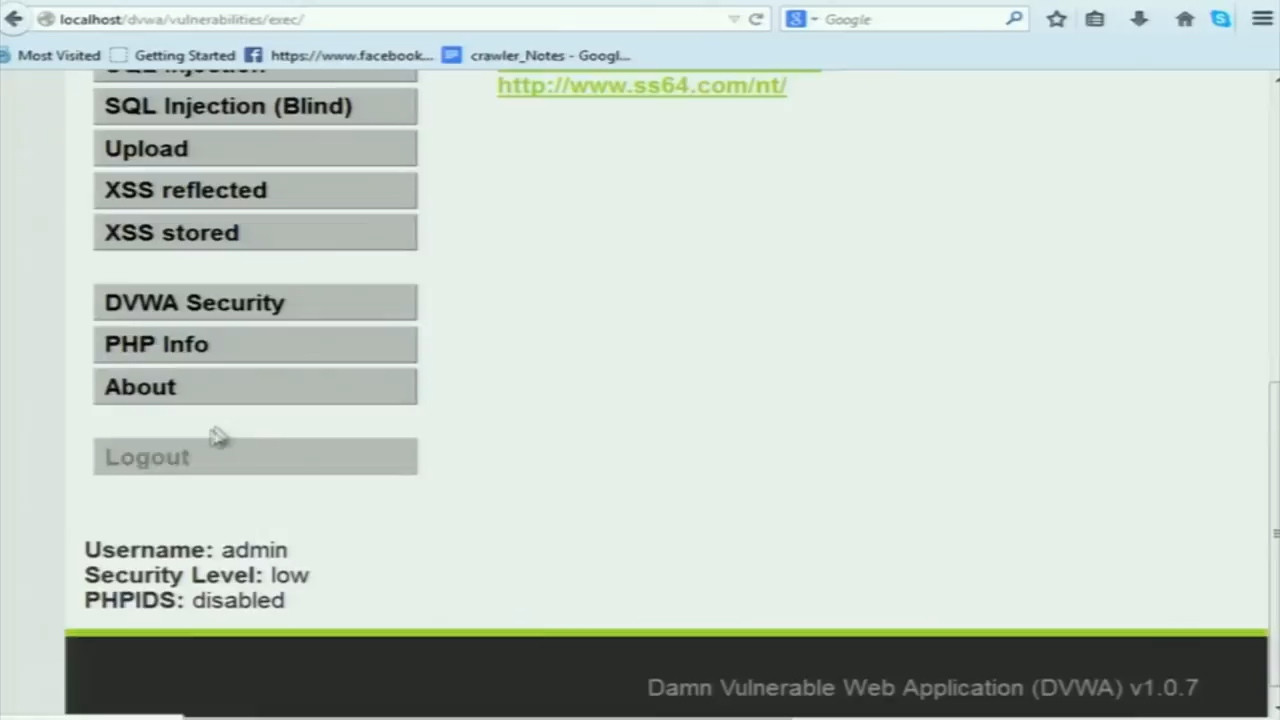 localhost/dvwa/vulnerabilities/exec/
Google
Most Visited
Getting Started
https://www.facebook...
crawler_Notes - Googl...
SQL Injection
http://www.ss64.com/nt/
SQL Injection (Blind)
Upload
XSS reflected
XSS stored
DVWA Security
PHP Info
About
Logout
Username: admin
Security Level: low
PHPIDS: disabled
Damn Vulnerable Web Application (DVWA) v1.0.7